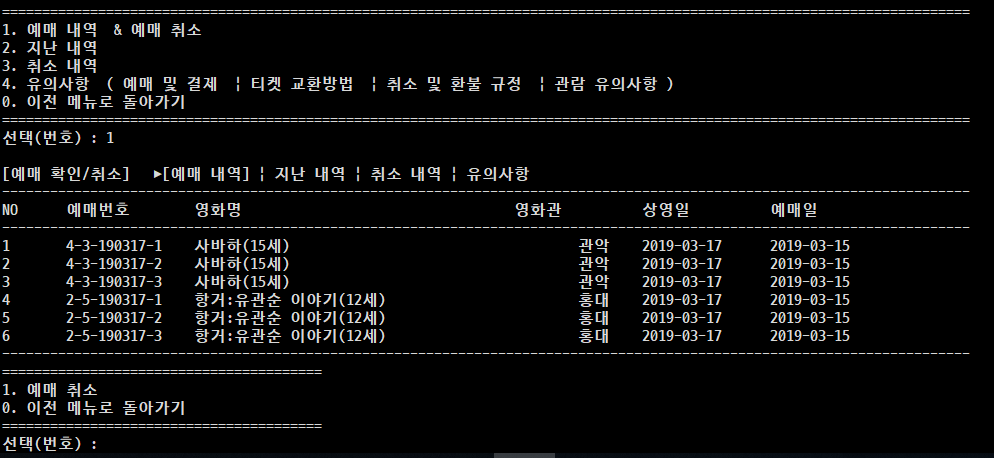 =========================================================================================================================
1. 예매 내역  & 예매 취소
2. 지난 내역
3. 취소 내역
4. 유의사항  ( 예매 및 결제  ¦ 티켓 교환방법  ¦ 취소 및 환불 규정  ¦ 관람 유의사항 )
0. 이전 메뉴로 돌아가기
=========================================================================================================================
선택(번호) : 1
[예매 확인/취소]   ▶[예매 내역] ¦ 지난 내역 ¦ 취소 내역 ¦ 유의사항
-------------------------------------------------------------------------------------------------------------------------
NO      예매번호        영화명                                  영화관          상영일          예매일
-------------------------------------------------------------------------------------------------------------------------
1       4-3-190317-1    사바하(15세)                                    관악    2019-03-17      2019-03-15
2       4-3-190317-2    사바하(15세)                                    관악    2019-03-17      2019-03-15
3       4-3-190317-3    사바하(15세)                                    관악    2019-03-17      2019-03-15
4       2-5-190317-1    항거:유관순 이야기(12세)                        홍대    2019-03-17      2019-03-15
5       2-5-190317-2    항거:유관순 이야기(12세)                        홍대    2019-03-17      2019-03-15
6       2-5-190317-3    항거:유관순 이야기(12세)                        홍대    2019-03-17      2019-03-15
-------------------------------------------------------------------------------------------------------------------------
========================================
1. 예매 취소
0. 이전 메뉴로 돌아가기
========================================
선택(번호) :